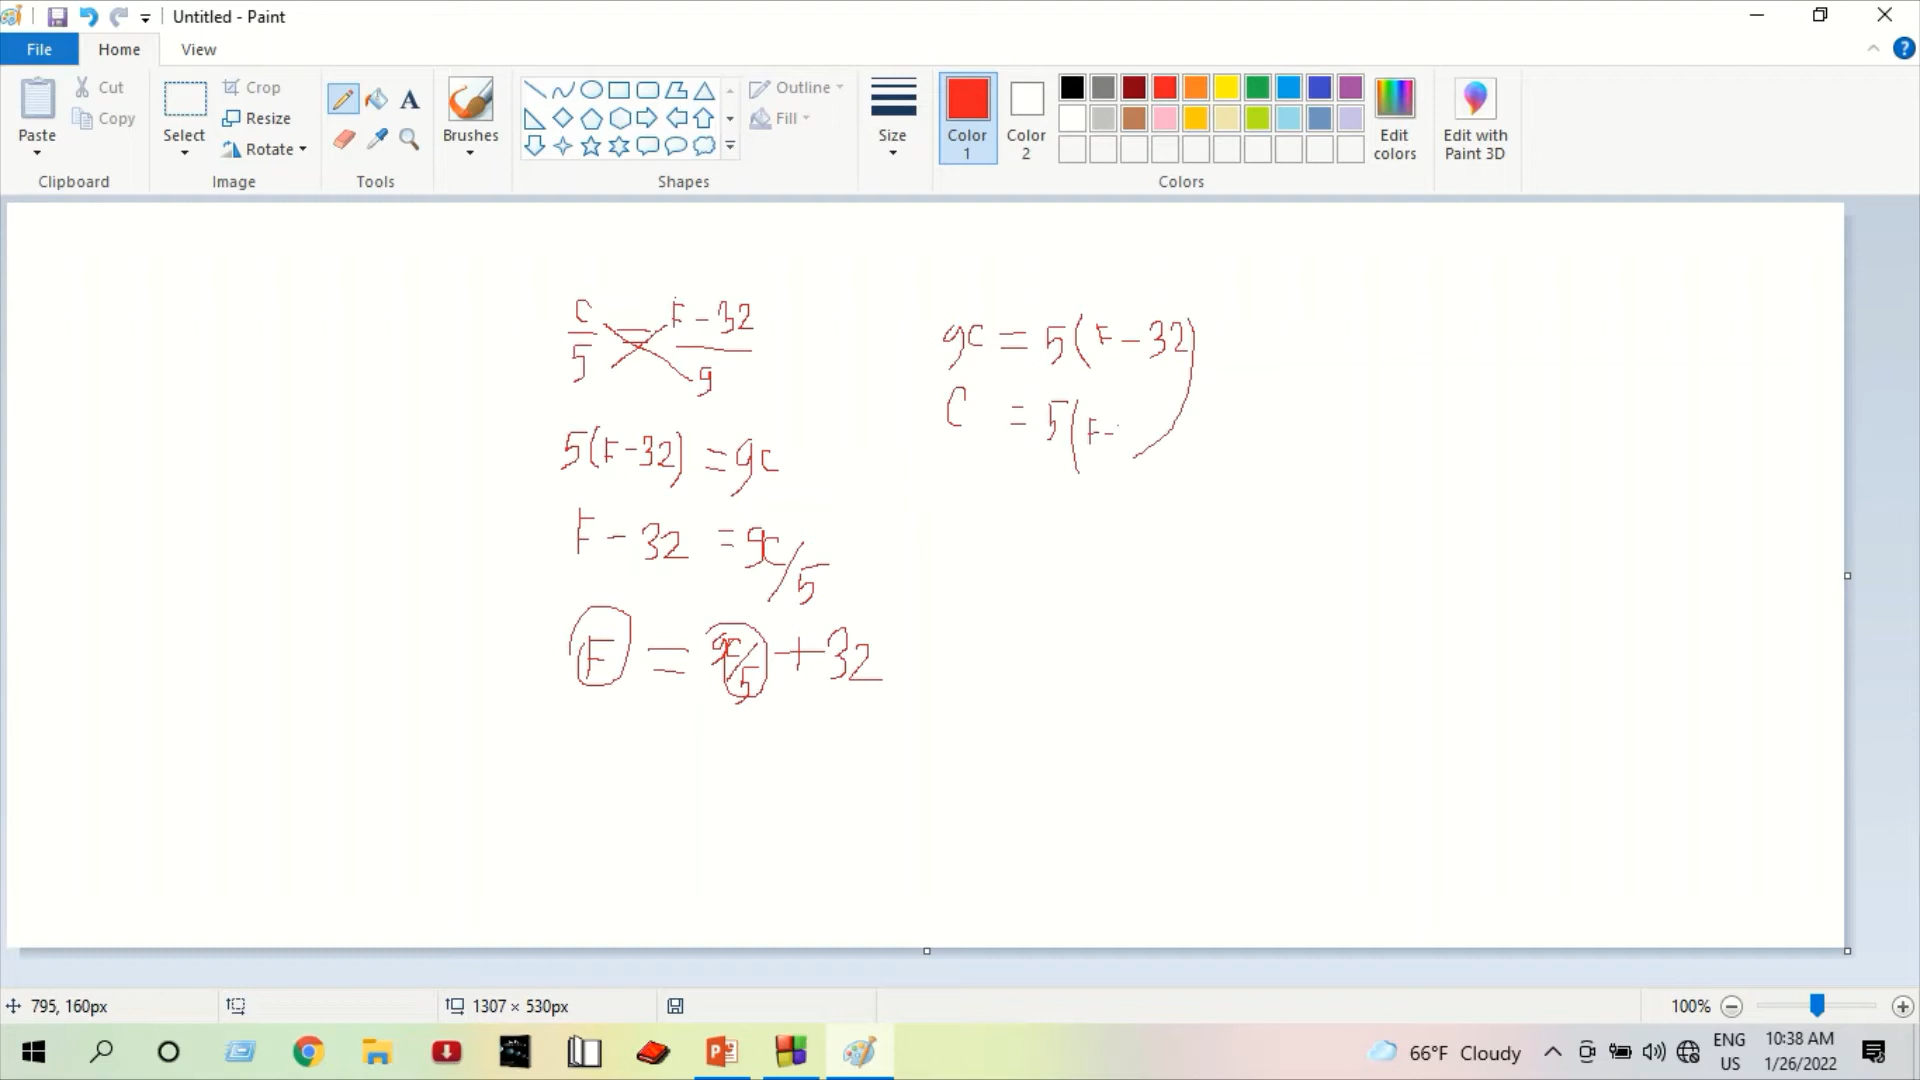 Untitled - Paint
File Home View
Paste
Cut
Copy
Clipboard
Select
Crop
Resize
Rotate
Image
Tools
Brushes
Shapes
Outline
Fill
Size
Color 1
Color 2
Colors
Edit colors
Edit with Paint 3D
C/5 = F-32/9
5(F-32) = 9C
F - 32 = 9C/5
F = 9C/5 + 32
9C = 5(F-32)
C = 5(F-
795, 160px
1307 × 530px
100%
66°F Cloudy
ENG
US
10:38 AM
1/26/2022